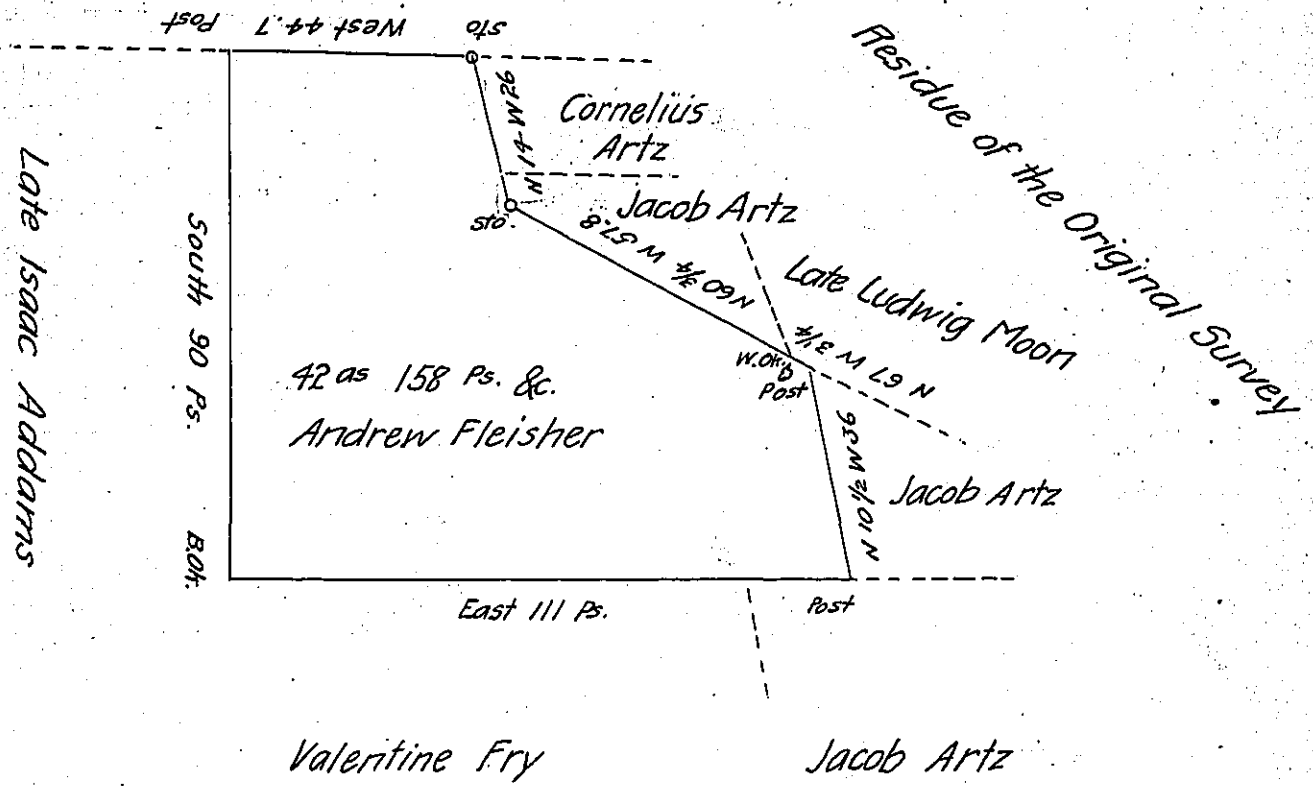 Post West 44.7 Sto
Residue of the Original Survey
N 14 W 26
Cornelius
Artz
Sto.
Jacob Artz
N60 3/4 W 57.8
Late Ludwig Moon
N 67 W 3 1/4
W.Ok.
Post
Late Isaac Addams
South 90 Ps.
B.Ok.
42 as 158 Ps. &c.
Andrew Fleisher
N 10 1/2 W 36
Jacob Artz
East 111 Ps.
Post
Valentine Fry
Jacob Artz